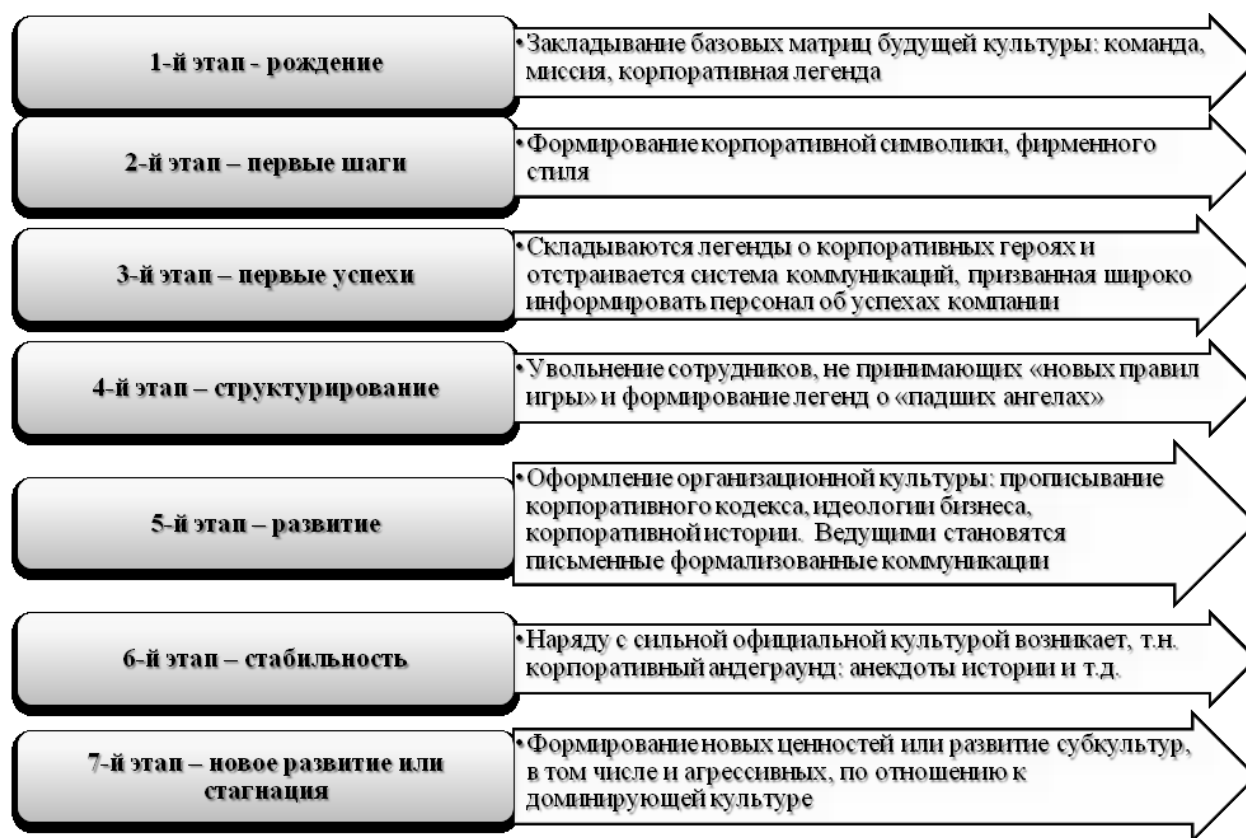 1-й этап - рождение
•Закладывание базовых матриц будущей культуры: команда,
миссия, корпоративная легенда
2-й этап – первые шаги
•Формирование корпоративной символики, фирменного
стиля
3-й этап – первые успехи
•Складываются легенды о корпоративных героях и
отстраивается система коммуникаций, призванная широко
информировать персонал об успехах компании
4-й этап – структурирование
•Увольнение сотрудников, не принимающих «новых правил
игры» и формирование легенд о «падших ангелах»
5-й этап – развитие
•Оформление организационной культуры: прописывание
корпоративного кодекса, идеологии бизнеса,
корпоративной истории. Ведущими становятся
письменные формализованные коммуникации
6-й этап – стабильность
•Наряду с сильной официальной культурой возникает, т.н.
корпоративный андеграунд: анекдоты истории и т.д.
7-й этап – новое развитие или
стагнация
•Формирование новых ценностей или развитие субкультур,
в том числе и агрессивных, по отношению к
доминирующей культуре